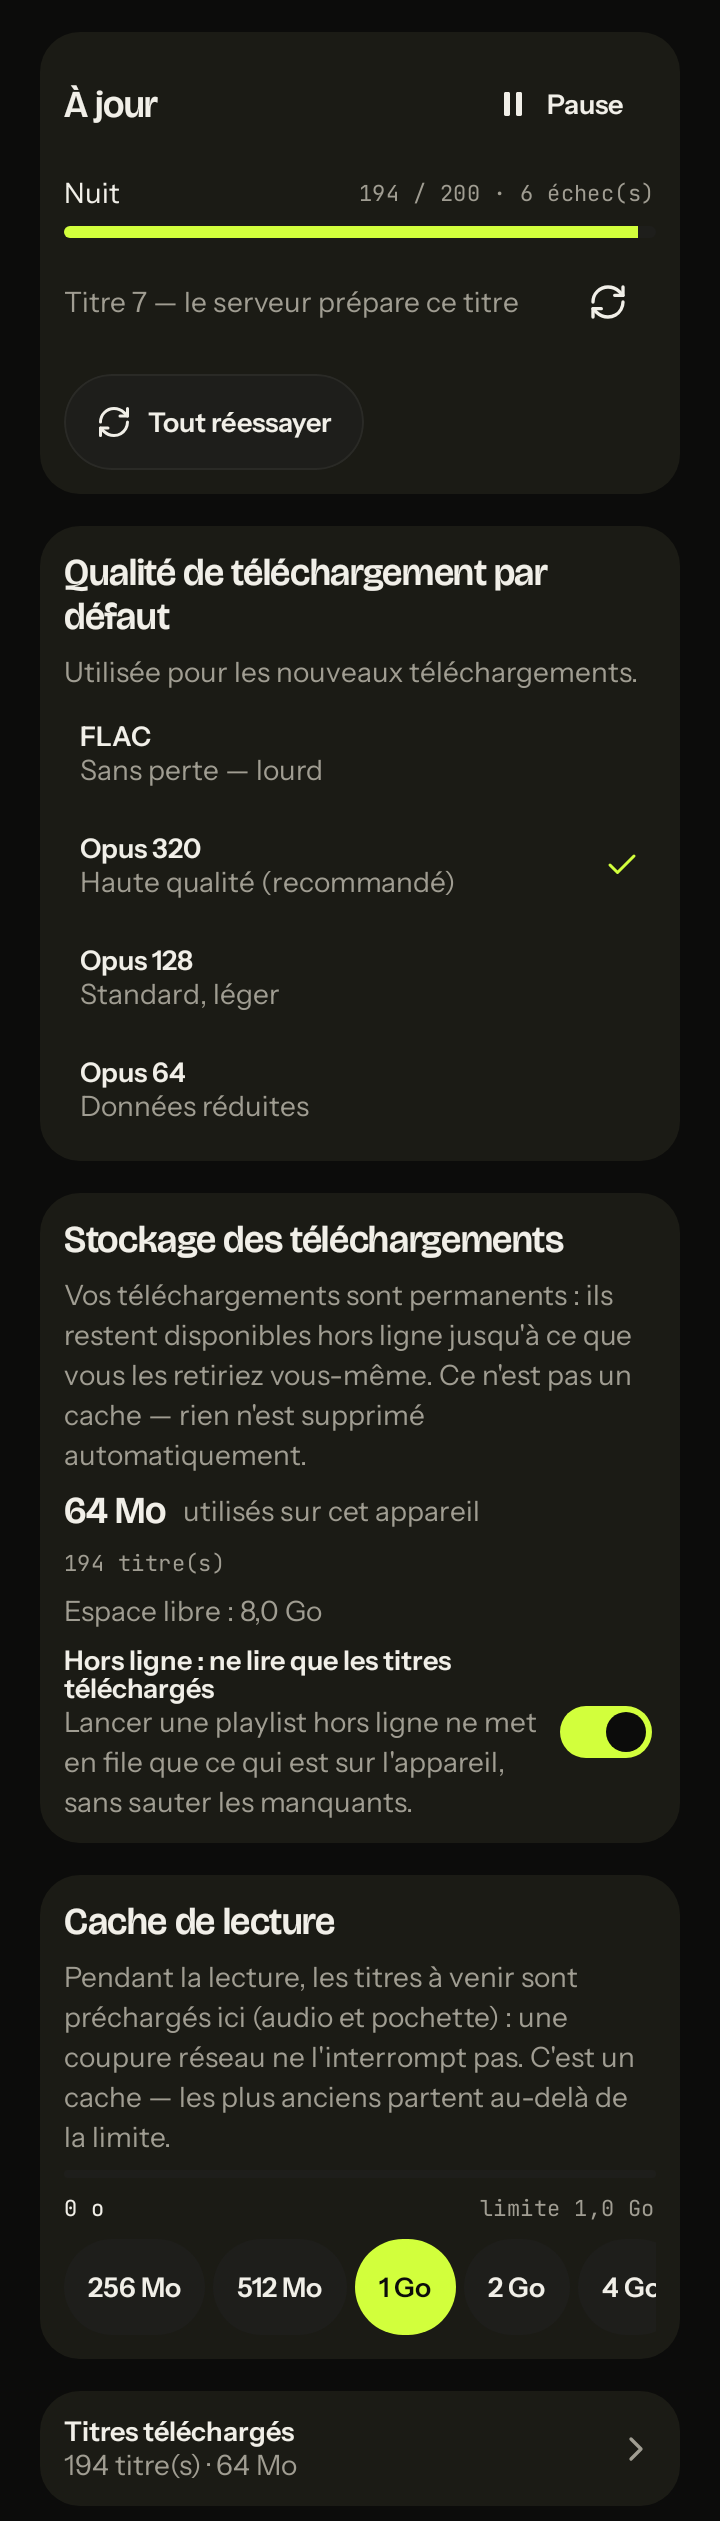 À jour
Pause
Nuit
194 / 200 · 6 échec(s)
Titre 7 — le serveur prépare ce titre
Tout réessayer
Qualité de téléchargement par
défaut
Utilisée pour les nouveaux téléchargements.
FLAC
Sans perte — lourd
Opus 320
Haute qualité (recommandé)
Opus 128
Standard, léger
Opus 64
Données réduites
Stockage des téléchargements
Vos téléchargements sont permanents : ils
restent disponibles hors ligne jusqu'à ce que
vous les retiriez vous-même. Ce n'est pas un
cache — rien n'est supprimé
automatiquement.
64 Mo utilisés sur cet appareil
194 titre(s)
Espace libre : 8,0 Go
Hors ligne : ne lire que les titres
téléchargés
Lancer une playlist hors ligne ne met
en file que ce qui est sur l'appareil,
sans sauter les manquants.
Cache de lecture
Pendant la lecture, les titres à venir sont
préchargés ici (audio et pochette) : une
coupure réseau ne l'interrompt pas. C'est un
cache — les plus anciens partent au-delà de
la limite.
0 o
limite 1,0 Go
256 Mo
512 Mo
1 Go
2 Go
4 Go
Titres téléchargés
194 titre(s) · 64 Mo